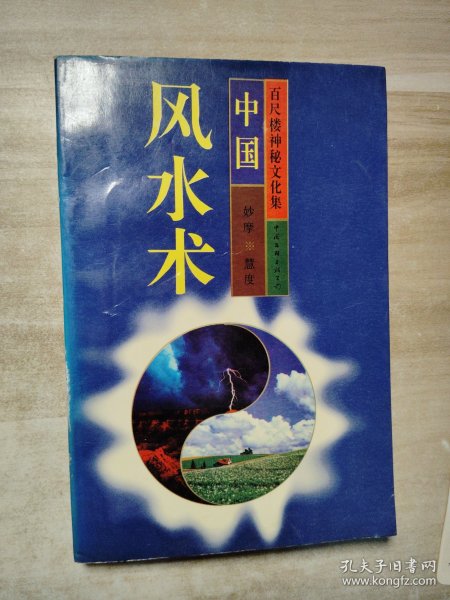 百尺楼神秘文化集
中国
风水术
妙摩※慧度
孔夫子旧书网
www.kongfz.com